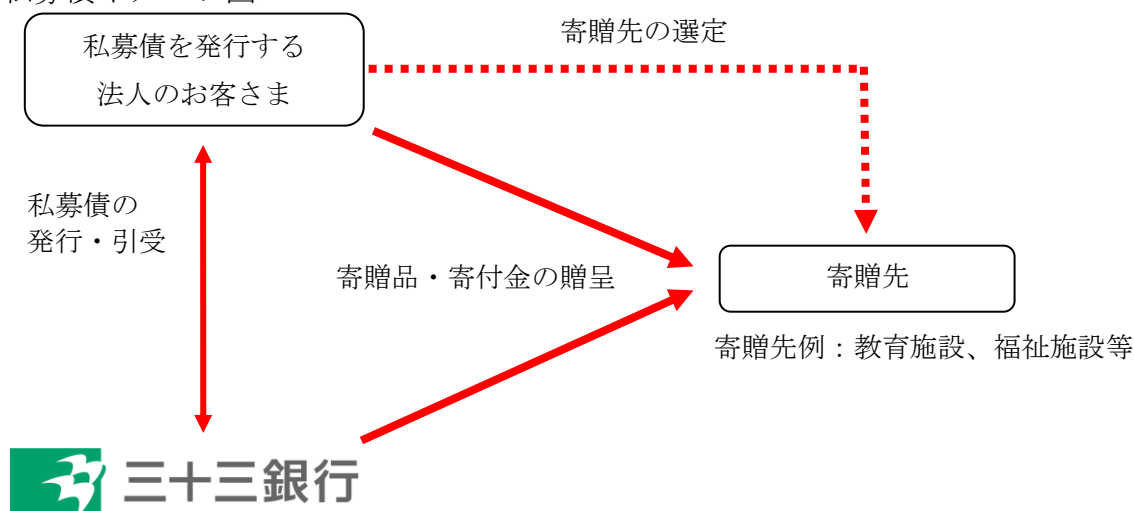 私募債を発行する
法人のお客さま
寄贈先の選定
私募債の
発行・引受
寄贈品・寄付金の贈呈
寄贈先
寄贈先例：教育施設、福祉施設等
三十三銀行